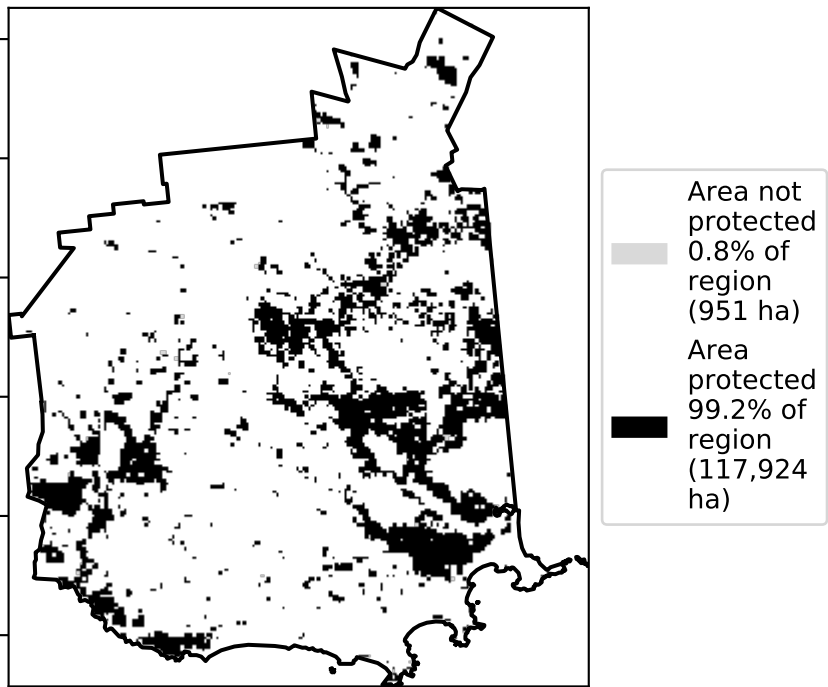 Area not
protected
0.8% of
region
(951 ha)
Area
protected
99.2% of
region
(117,924
ha)